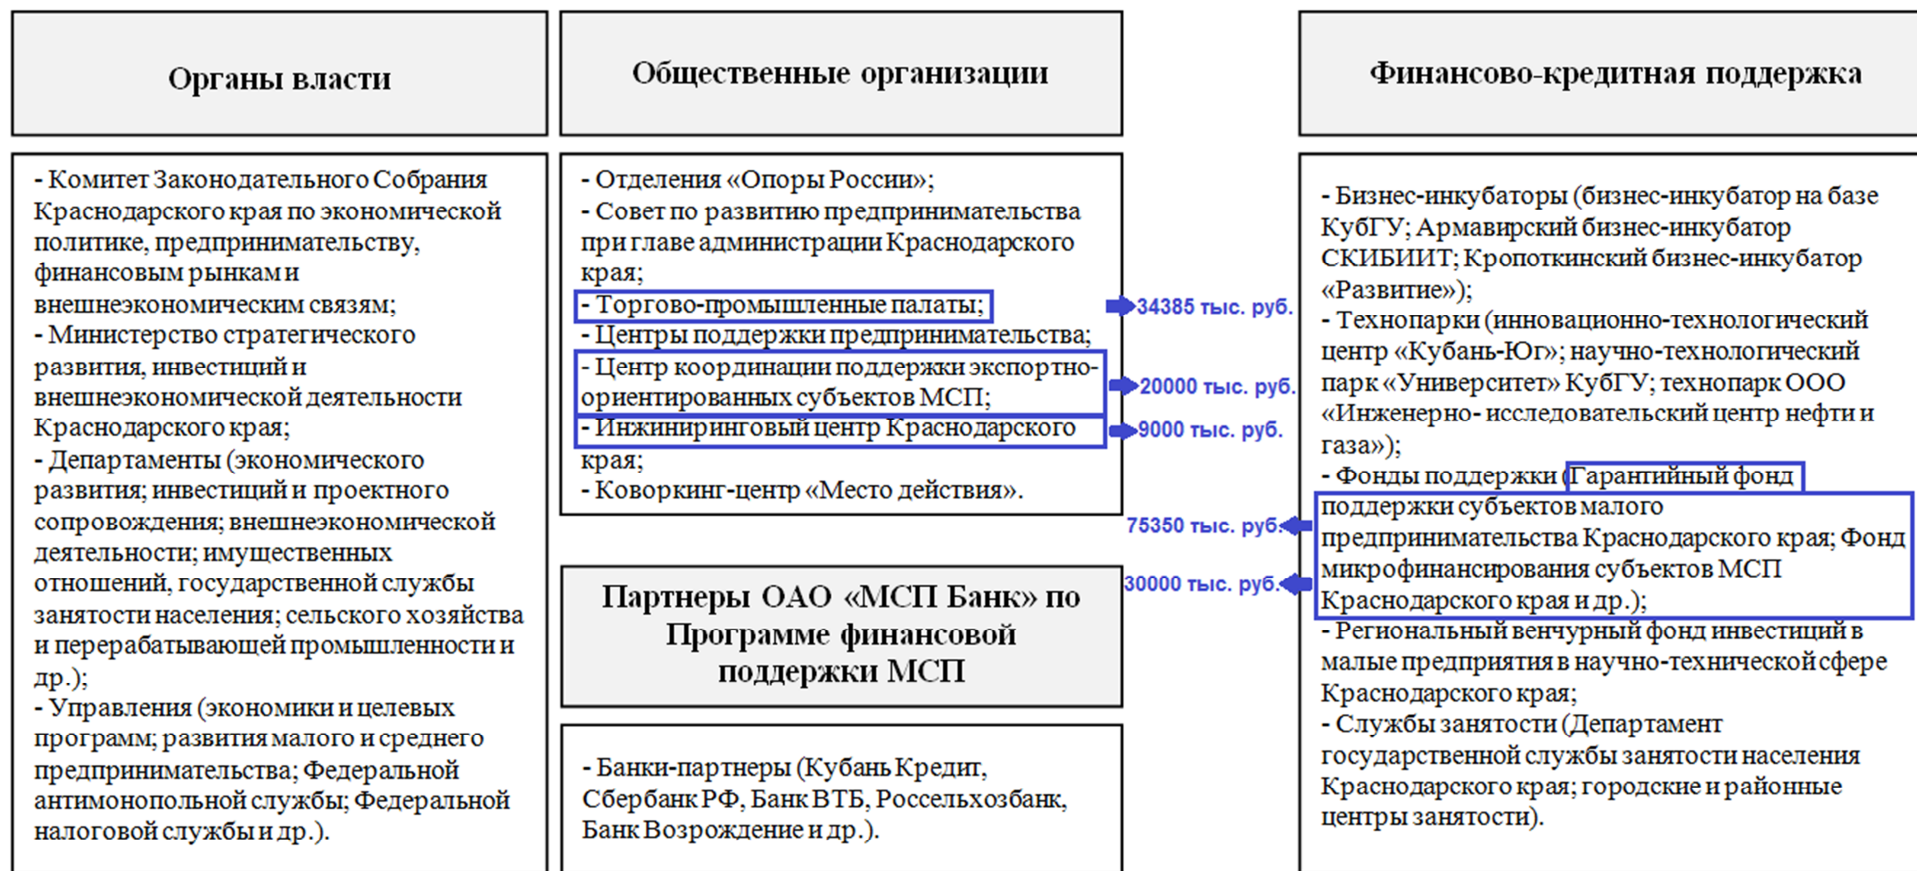 Органы власти
- Комитет Законодательного Собрания
Краснодарского края по экономической
политике, предпринимательству,
финансовым рынкам и
внешнеэкономическим связям;
- Министерство стратегического
развития, инвестиций и
внешнеэкономической деятельности
Краснодарского края;
- Департаменты (экономического
развития; инвестиций и проектного
сопровождения; внешнеэкономической
деятельности; имущественных
отношений, государственной службы
занятости населения; сельского хозяйства
и перерабатывающей промышленности и
др.);
- Управления (экономики и целевых
программ; развития малого и среднего
предпринимательства; Федеральной
антимонопольной службы; Федеральной
налоговой службы и др.).
Общественные организации
- Отделения «Опоры России»;
- Совет по развитию предпринимательства
при главе администрации Краснодарского
края;
- Торгово-промышленные палаты;
- Центры поддержки предпринимательства;
- Центр координации поддержки экспортно-
ориентированных субъектов МСП;
- Инжиниринговый центр Краснодарского
края;
- Коворкинг-центр «Место действия».
34385 тыс. руб.
20000 тыс. руб.
9000 тыс. руб.
Партнеры ОАО «МСП Банк» по
Программе финансовой
поддержки МСП
- Банки-партнеры (Кубань Кредит,
Сбербанк РФ, Банк ВТБ, Россельхозбанк,
Банк Возрождение и др.).
75350 тыс. руб.
30000 тыс. руб.
Финансово-кредитная поддержка
- Бизнес-инкубаторы (бизнес-инкубатор на базе
КубГУ; Армавирский бизнес-инкубатор
СКИБИИТ; Кропоткинский бизнес-инкубатор
«Развитие»);
- Технопарки (инновационно-технологический
центр «Кубань-Юг»; научно-технологический
парк «Университет» КубГУ; технопарк ООО
«Инженерно- исследовательский центр нефти и
газа»);
- Фонды поддержки (Гарантийный фонд
поддержки субъектов малого
предпринимательства Краснодарского края; Фонд
микрофинансирования субъектов МСП
Краснодарского края и др.);
- Региональный венчурный фонд инвестиций в
малые предприятия в научно-технической сфере
Краснодарского края;
- Службы занятости (Департамент
государственной службы занятости населения
Краснодарского края; городские и районные
центры занятости).